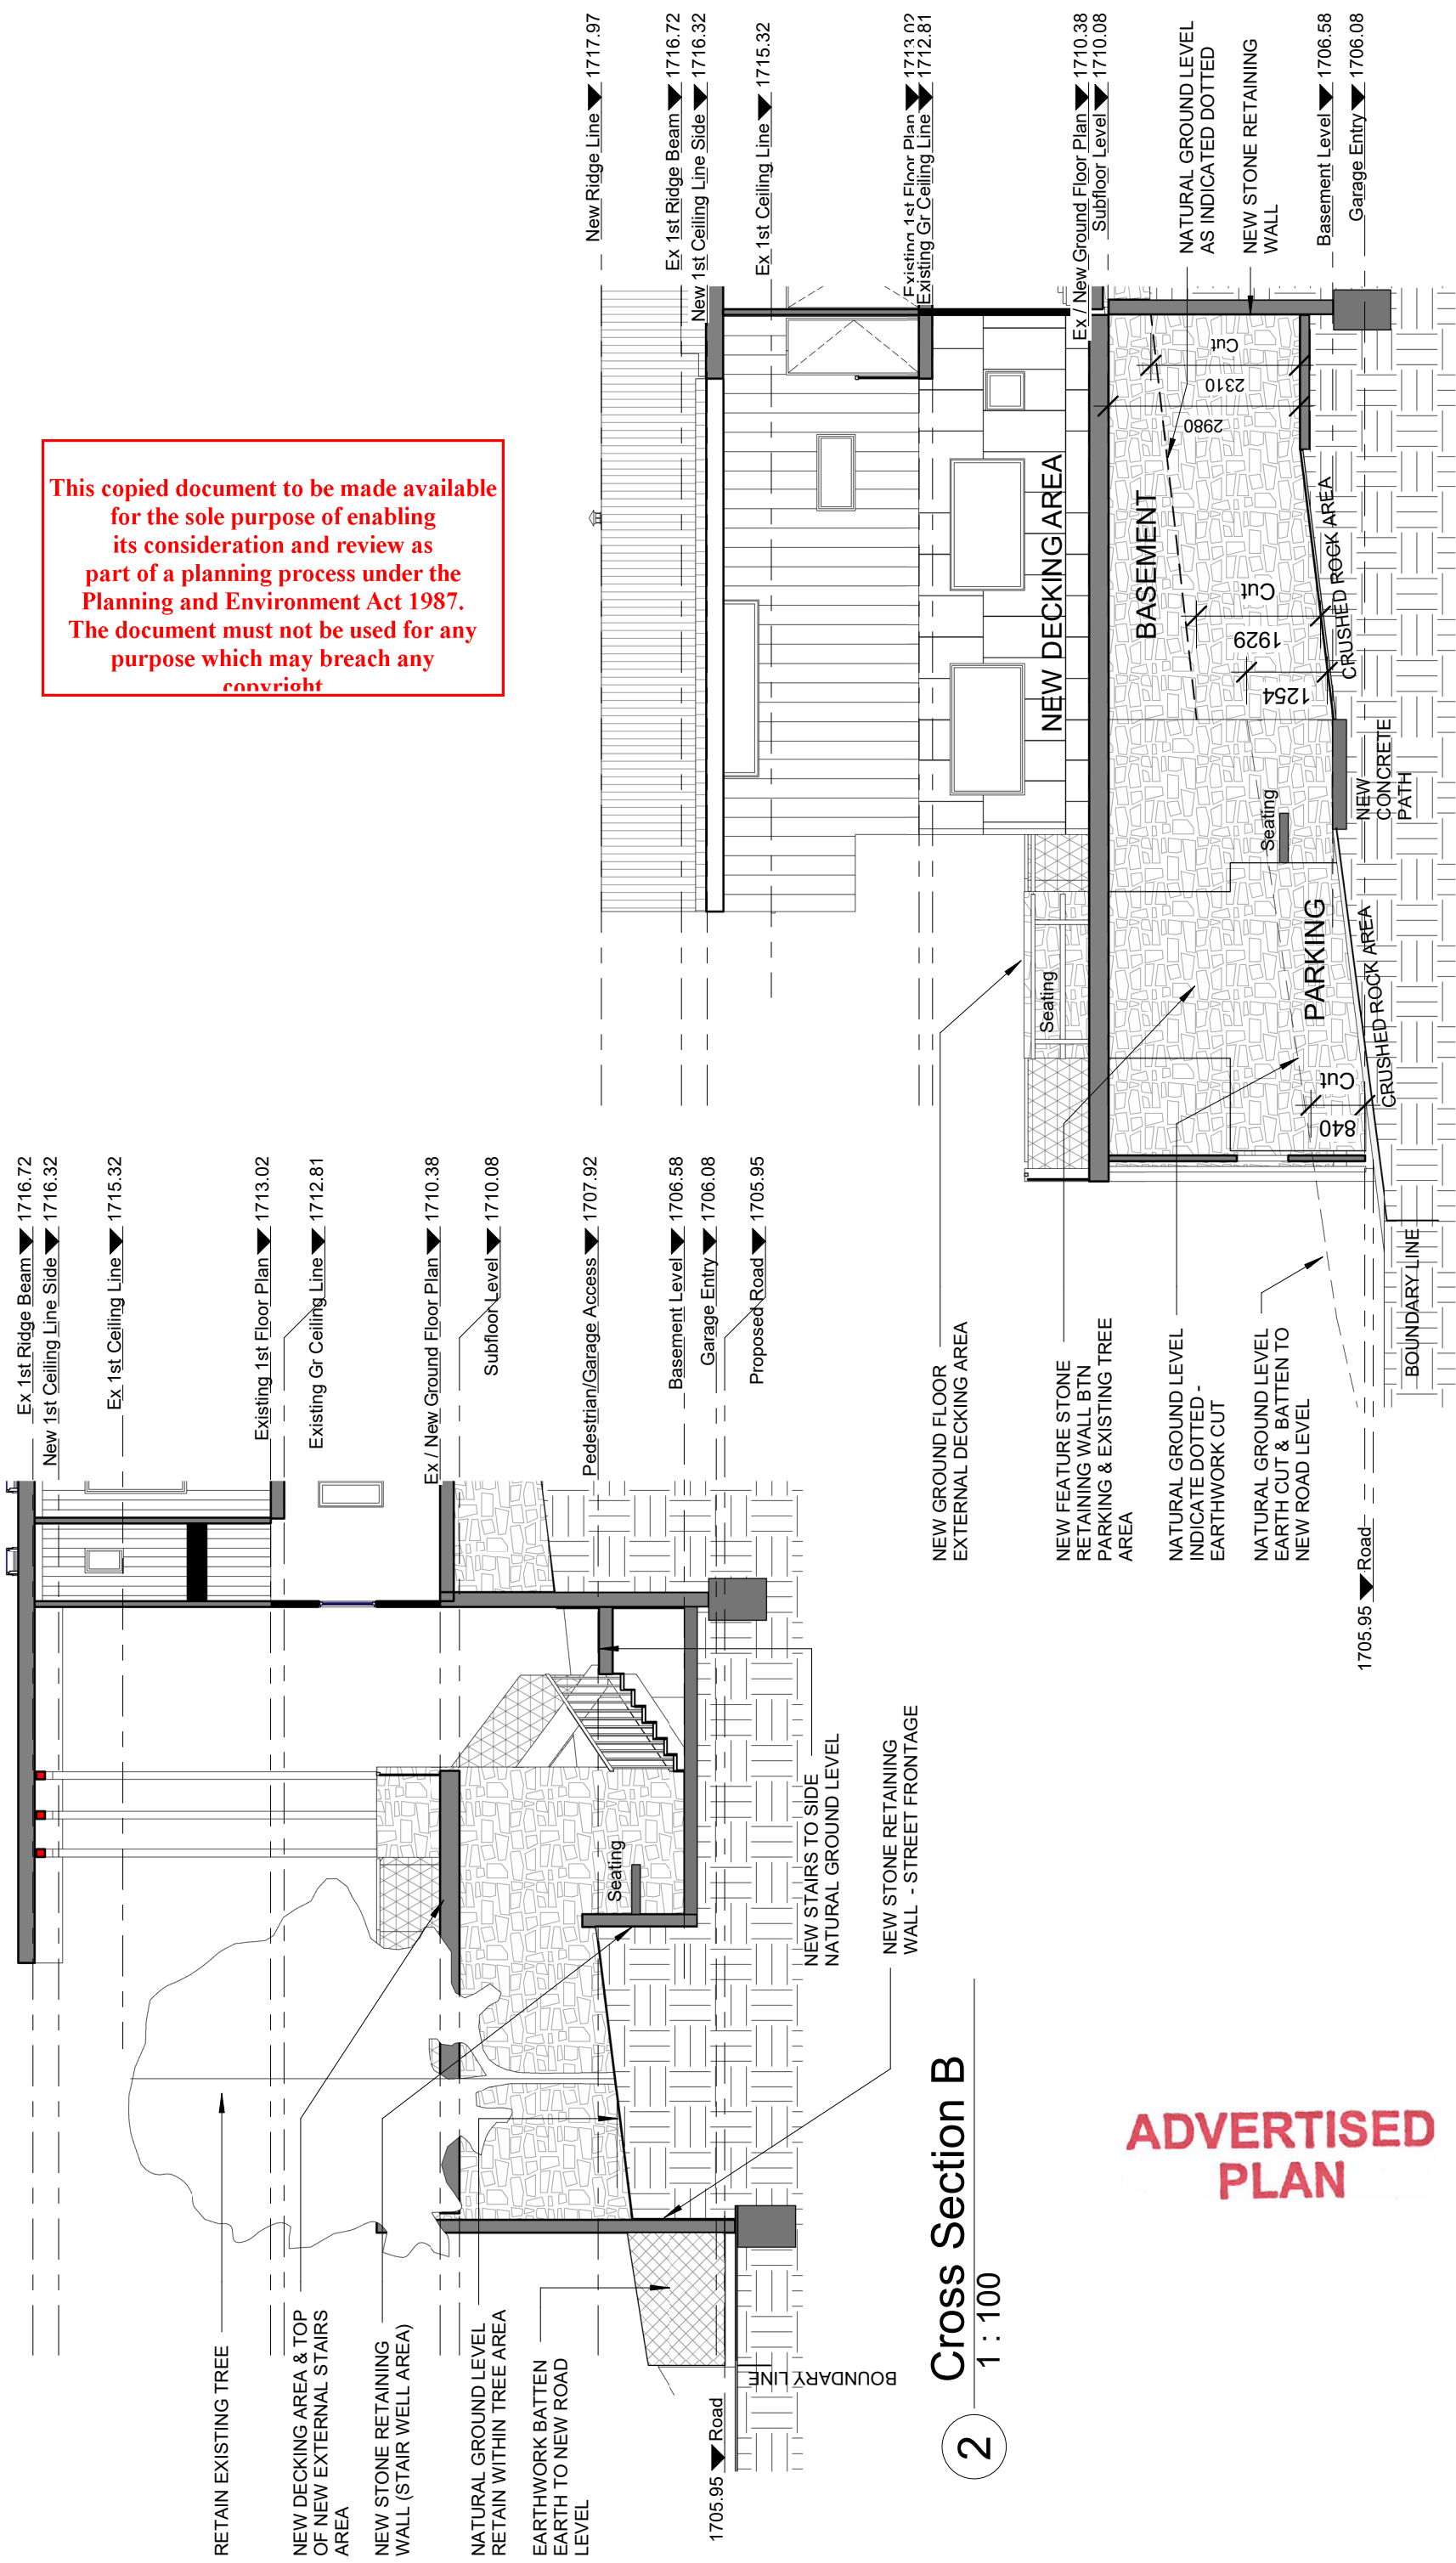 This copied document to be made available
for the sole purpose of enabling
its consideration and review as
part of a planning process under the
Planning and Environment Act 1987.
The document must not be used for any
purpose which may breach any
copyright
New Ridge Line 1717.97
Ex 1st Ridge Beam 1716.72
New 1st Ceiling Line Side 1716.32
Ex 1st Ceiling Line 1715.32
Existing 1st Floor Plan 1713.02
Existing Gr Ceiling Line 1712.81
Ex / New Ground Floor Plan 1710.38
Subfloor Level 1710.08
NATURAL GROUND LEVEL
AS INDICATED DOTTED
NEW STONE RETAINING
WALL
Basement Level 1706.58
Garage Entry 1706.08
NEW DECKING AREA
BASEMENT
Cut
2310
2980
Cut
1929
1254
CRUSHED ROCK AREA
NEW
CONCRETE
PATH
Seating
Seating
PARKING
CRUSHED ROCK AREA
Cut
840
BOUNDARY LINE
NEW GROUND FLOOR
EXTERNAL DECKING AREA
NEW FEATURE STONE
RETAINING WALL BTN
PARKING & EXISTING TREE
AREA
NATURAL GROUND LEVEL
INDICATE DOTTED -
EARTHWORK CUT
NATURAL GROUND LEVEL
EARTH CUT & BATTEN TO
NEW ROAD LEVEL
1705.95 Road
Ex 1st Ridge Beam 1716.72
New 1st Ceiling Line Side 1716.32
Ex 1st Ceiling Line 1715.32
Existing 1st Floor Plan 1713.02
Existing Gr Ceiling Line 1712.81
Ex / New Ground Floor Plan 1710.38
Subfloor Level 1710.08
Pedestrian/Garage Access 1707.92
Basement Level 1706.58
Garage Entry 1706.08
Proposed Road 1705.95
Seating
NEW STAIRS TO SIDE
NATURAL GROUND LEVEL
NEW STONE RETAINING
WALL - STREET FRONTAGE
RETAIN EXISTING TREE
NEW DECKING AREA & TOP
OF NEW EXTERNAL STAIRS
AREA
NEW STONE RETAINING
WALL (STAIR WELL AREA)
NATURAL GROUND LEVEL
RETAIN WITHIN TREE AREA
EARTHWORK BATTEN
EARTH TO NEW ROAD
LEVEL
1705.95 Road
BOUNDARY LINE
2
Cross Section B
1 : 100
ADVERTISED
PLAN